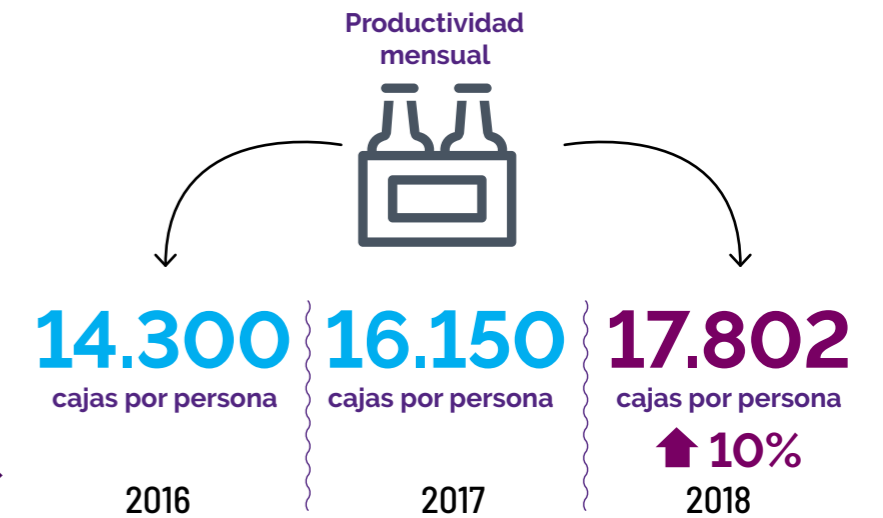 Productividad
mensual
14.300
cajas por persona
2016
16.150
cajas por persona
2017
17.802
cajas por persona
10%
2018